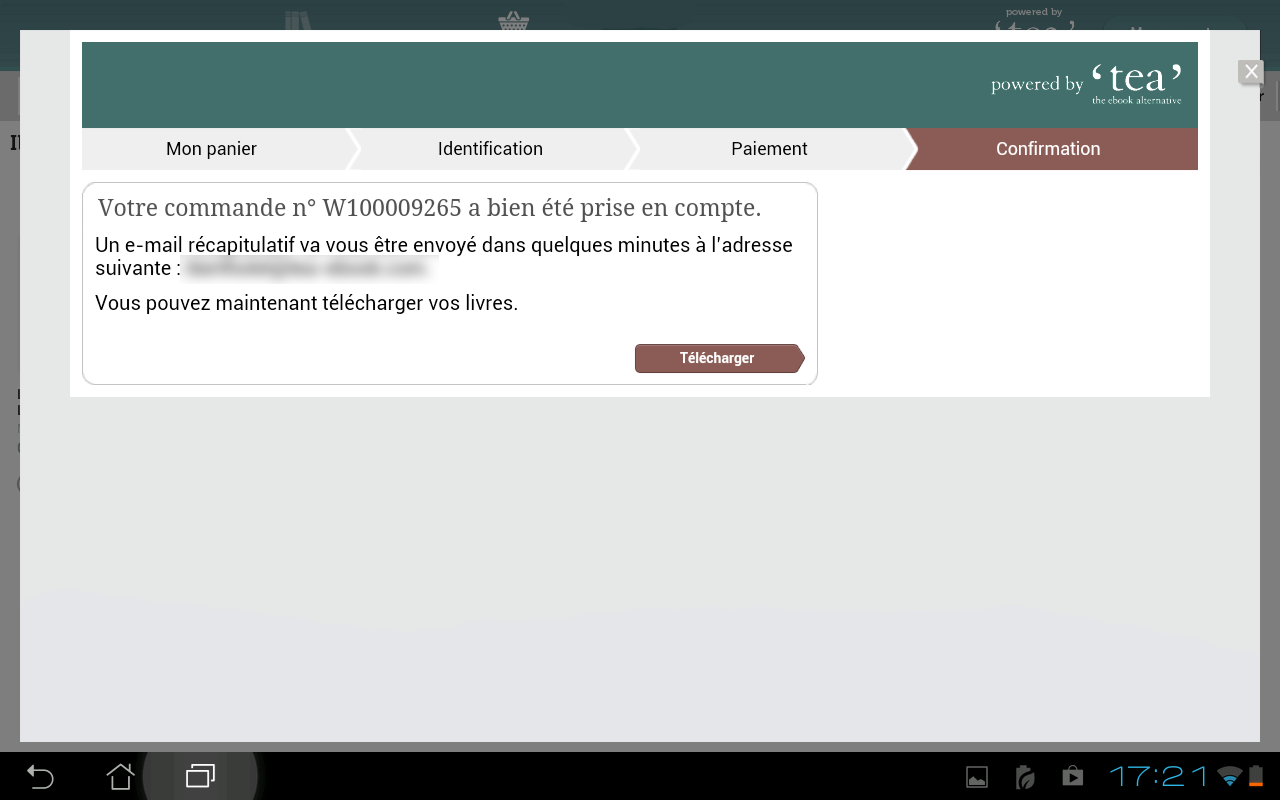 powered by
powered by ‘tea’
the ebook alternative
Mon panier
Identification
Paiement
Confirmation
Votre commande n° W100009265 a bien été prise en compte.
Un e-mail récapitulatif va vous être envoyé dans quelques minutes à l'adresse
suivante :
Vous pouvez maintenant télécharger vos livres.
Télécharger
17:21